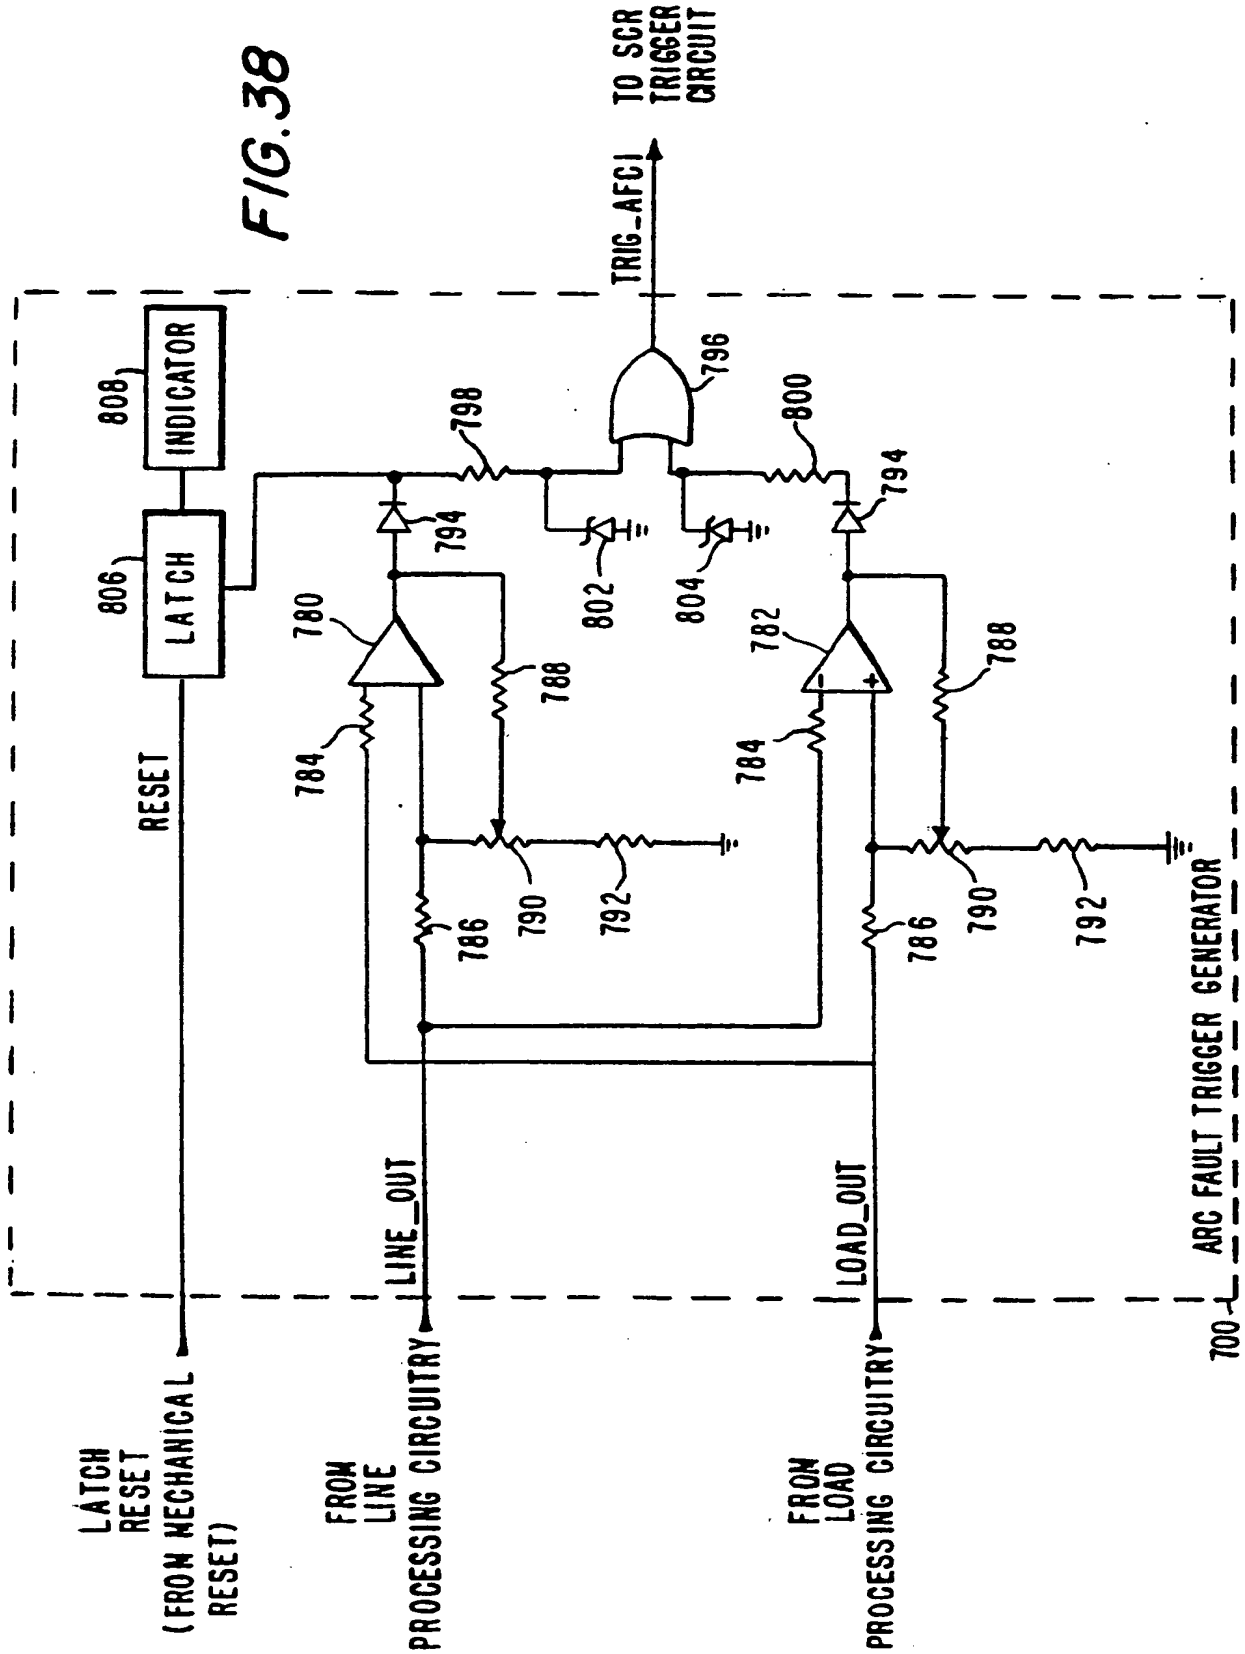 FIG.38
LATCH
RESET
(FROM MECHANICAL
RESET)
RESET
806
LATCH
808
INDICATOR
FROM
LINE
PROCESSING CIRCUITRY
LINE_OUT
784
780
794
798
786
788
790
792
802
804
796
TRIG_AFCI
TO SCR
TRIGGER
CIRCUIT
FROM
LOAD
PROCESSING CIRCUITRY
LOAD_OUT
784
782
-
+
794
800
786
788
790
792
ARC FAULT TRIGGER GENERATOR
700